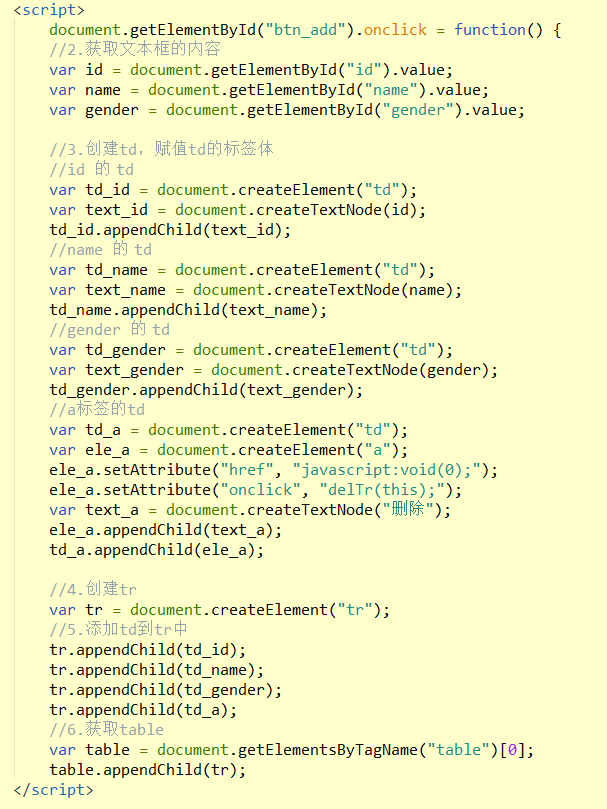 <script>
document.getElementById("btn_add").onclick = function() {
//2.获取文本框的内容
var id = document.getElementById("id").value;
var name = document.getElementById("name").value;
var gender = document.getElementById("gender").value;
//3.创建td，赋值td的标签体
//id 的 td
var td_id = document.createElement("td");
var text_id = document.createTextNode(id);
td_id.appendChild(text_id);
//name 的 td
var td_name = document.createElement("td");
var text_name = document.createTextNode(name);
td_name.appendChild(text_name);
//gender 的 td
var td_gender = document.createElement("td");
var text_gender = document.createTextNode(gender);
td_gender.appendChild(text_gender);
//a标签的td
var td_a = document.createElement("td");
var ele_a = document.createElement("a");
ele_a.setAttribute("href", "javascript:void(0);");
ele_a.setAttribute("onclick", "delTr(this);");
var text_a = document.createTextNode("删除");
ele_a.appendChild(text_a);
td_a.appendChild(ele_a);
//4.创建tr
var tr = document.createElement("tr");
//5.添加td到tr中
tr.appendChild(td_id);
tr.appendChild(td_name);
tr.appendChild(td_gender);
tr.appendChild(td_a);
//6.获取table
var table = document.getElementsByTagName("table")[0];
table.appendChild(tr);
</script>